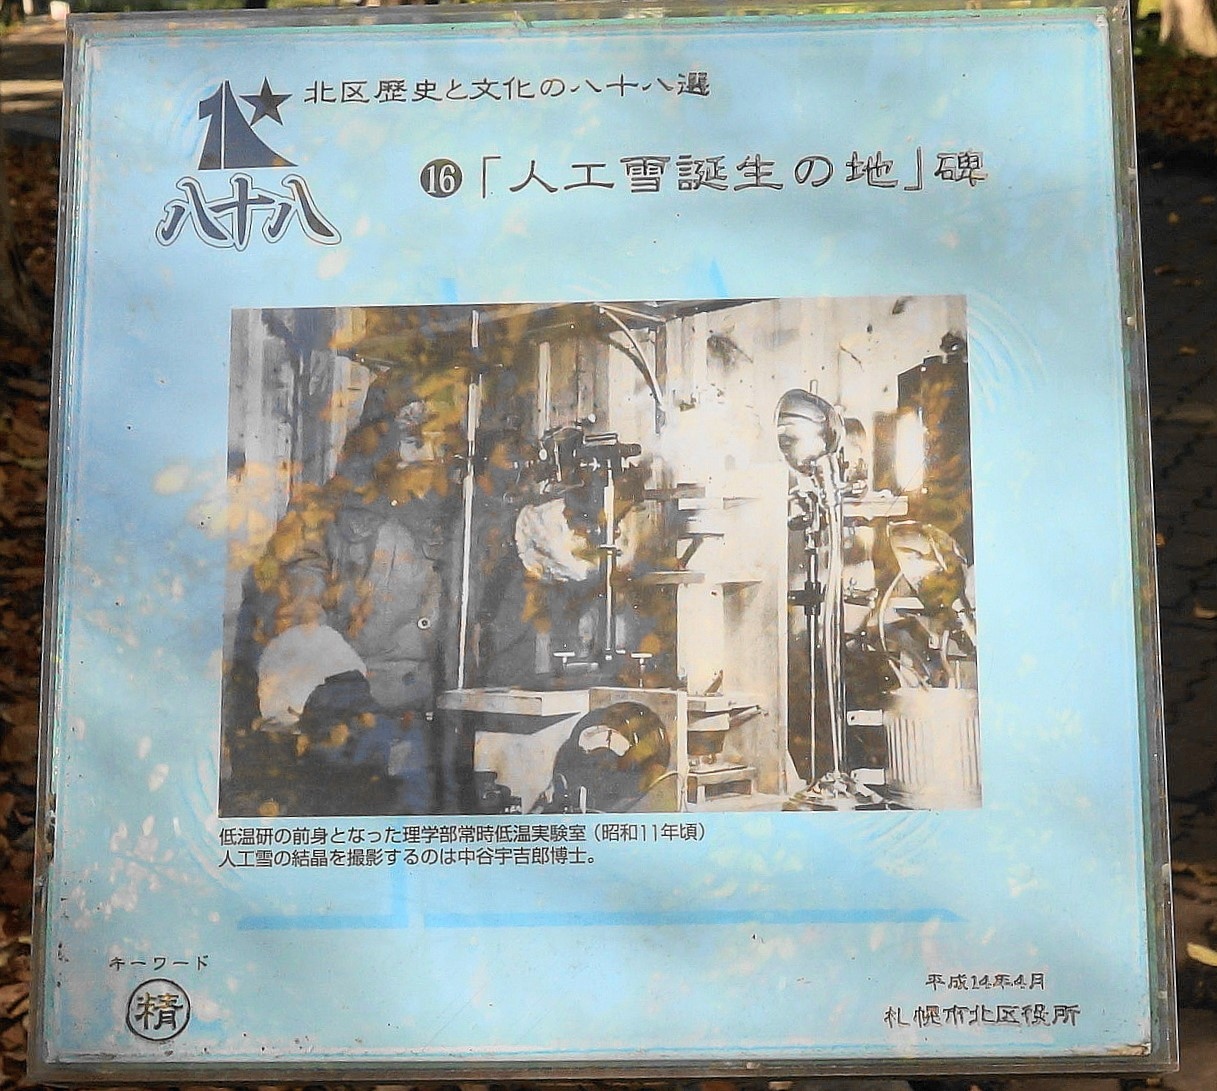 北区歴史と文化の八十八選
八十八
⓰「人工雪誕生の地」碑
低温研の前身となった理学部常時低温実験室（昭和11年頃）
人工雪の結晶を撮影するのは中谷宇吉郎博士。
キーワード
精
平成14年4月
札幌市北区役所